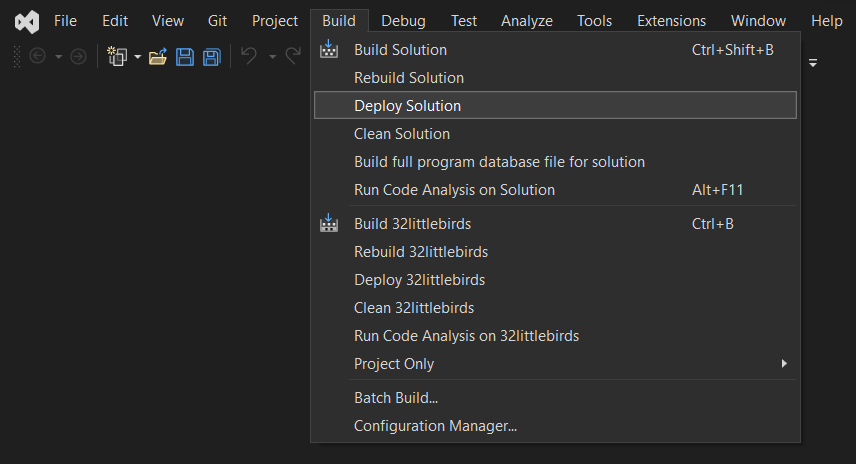 File Edit View Git Project Build Debug Test Analyze Tools Extensions Window Help
Build Solution Ctrl+Shift+B
Rebuild Solution
Deploy Solution
Clean Solution
Build full program database file for solution
Run Code Analysis on Solution Alt+F11
Build 32littlebirds Ctrl+B
Rebuild 32littlebirds
Deploy 32littlebirds
Clean 32littlebirds
Run Code Analysis on 32littlebirds
Project Only
Batch Build...
Configuration Manager...